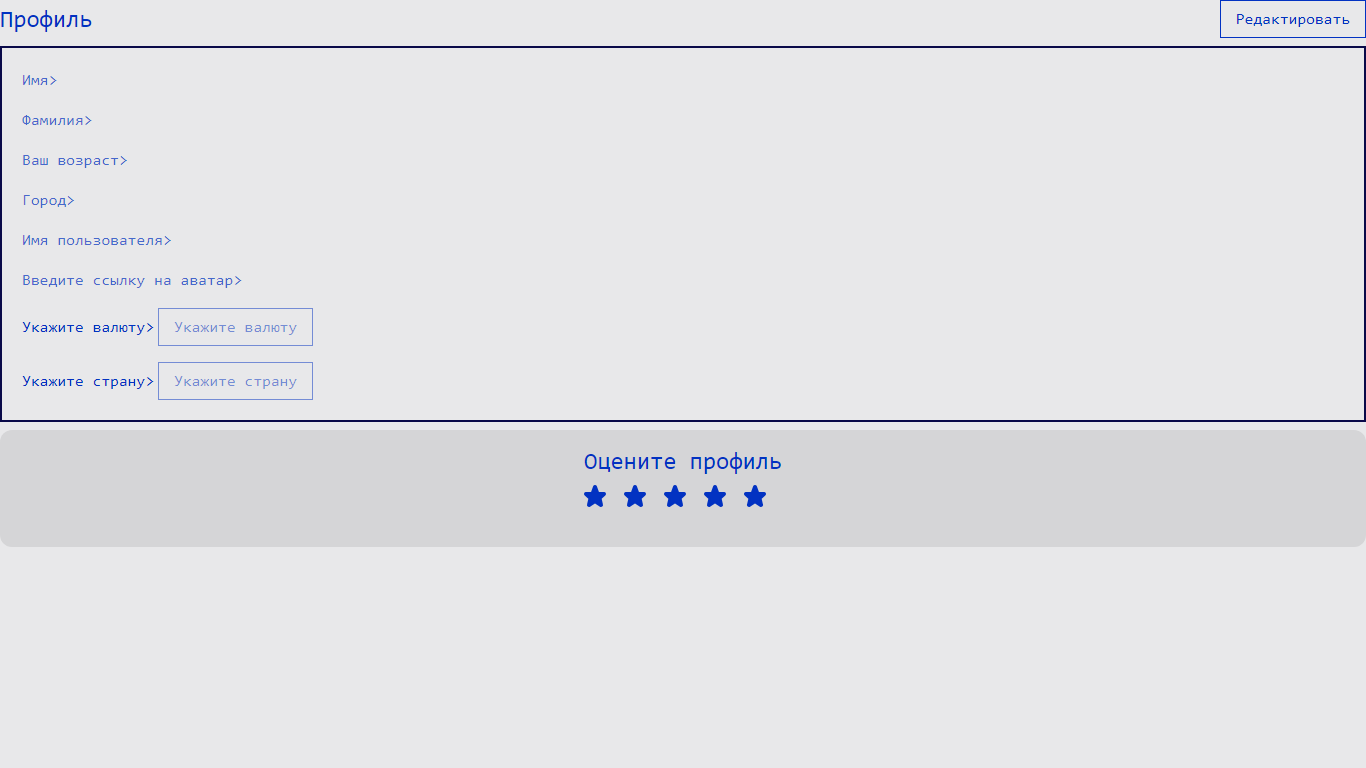 Профиль
Редактировать
Имя>
Фамилия>
Ваш возраст>
Город>
Имя пользователя>
Введите ссылку на аватар>
Укажите валюту> Укажите валюту
Укажите страну> Укажите страну
Оцените профиль